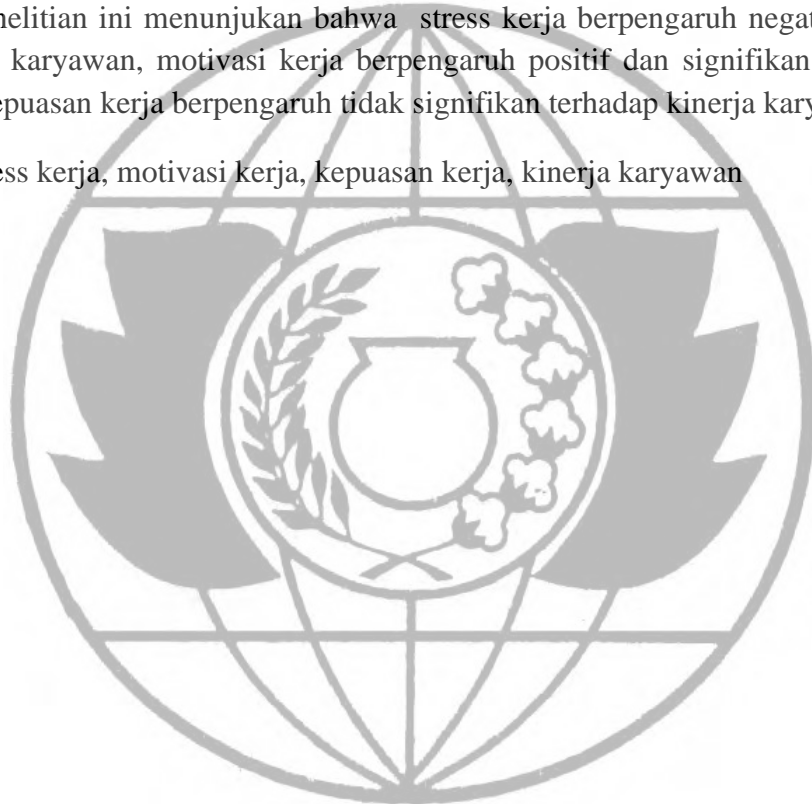 nelitian ini menunjukan bahwa stress kerja berpengaruh nega
karyawan, motivasi kerja berpengaruh positif dan signifikan
epuasan kerja berpengaruh tidak signifikan terhadap kinerja kary
ess kerja, motivasi kerja, kepuasan kerja, kinerja karyawan